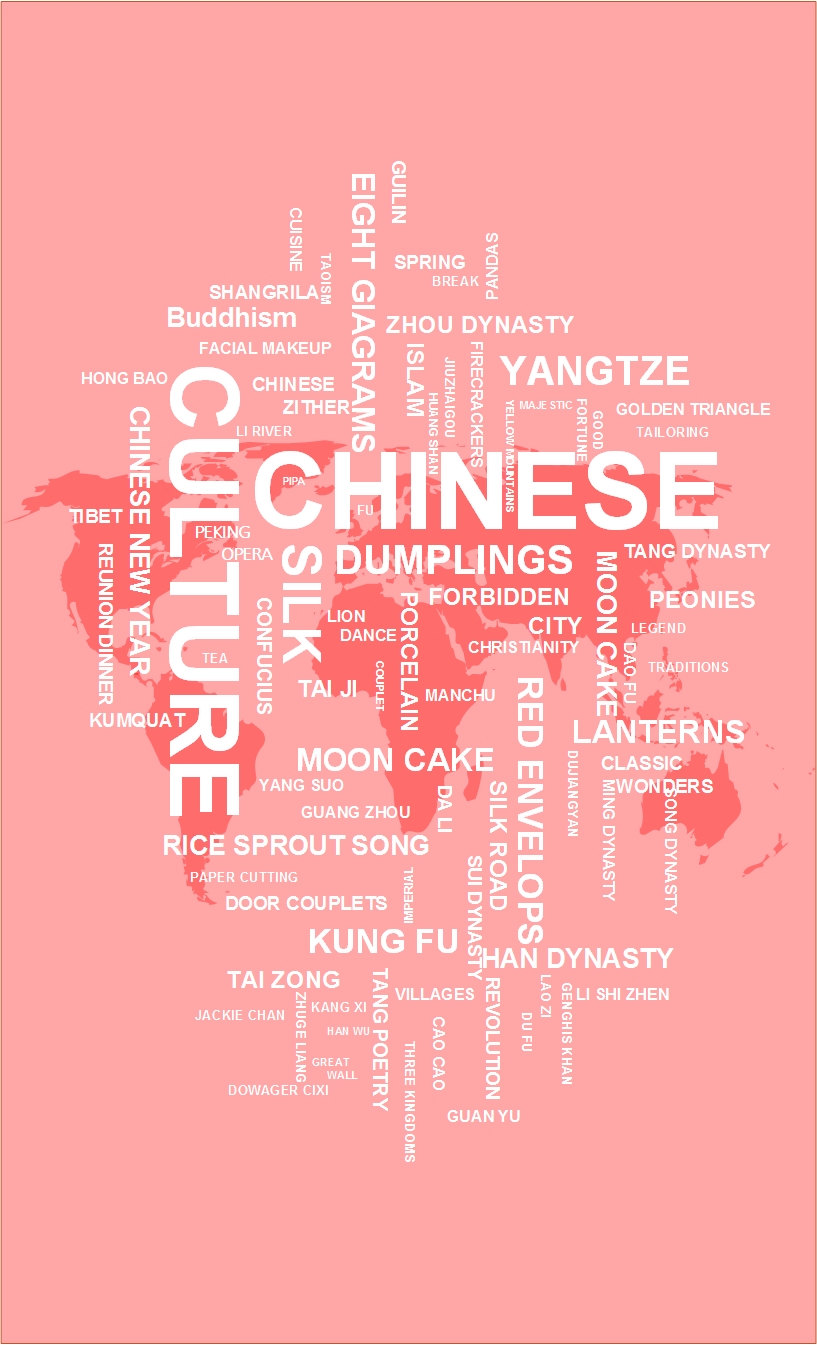 GUILIN
EIGHT GIAGRAMS
CUISINE
TAOISM
SPRING
BREAK
PANDAS
SHANGRILA
Buddhism
ZHOU DYNASTY
FACIAL MAKEUP
ISLAM
JIUZHAIGOU
FIRECRACKERS
YANGTZE
HONG BAO
CHINESE
ZITHER
HUANG SHAN
YELLOW MOUNTAINS
MAJESTIC
FORTUNE
GOOD
GOLDEN TRIANGLE
TAILORING
LI RIVER
CULTURE
CHINESE NEW YEAR
CHINESE
PIPA
FU
TIBET
PEKING
OPERA
REUNION DINNER
SILK
DUMPLINGS
MOON CAKE
TANG DYNASTY
FORBIDDEN
CITY
PEONIES
PORCELAIN
CONFUCIUS
LION
DANCE
LEGEND
CHRISTIANITY
DAO FU
TRADITIONS
TEA
COUPLET
TAI JI
MANCHU
RED ENVELOPS
KUMQUAT
LANTERNS
MOON CAKE
CLASSIC
WONDERS
DUJIANGYAN
YANG SUO
DA LI
SILK ROAD
MING DYNASTY
SONG DYNASTY
GUANG ZHOU
RICE SPROUT SONG
SUI DYNASTY
PAPER CUTTING
IMPERIAL
DOOR COUPLETS
KUNG FU
HAN DYNASTY
TAI ZONG
TANG POETRY
VILLAGES
REVOLUTION
LAO ZI
GENGHIS KHAN
LI SHI ZHEN
ZHUGE LIANG
KANG XI
JACKIE CHAN
HAN WU
CAO CAO
DU FU
THREE KINGDOMS
GREAT
WALL
DOWAGER CIXI
GUAN YU